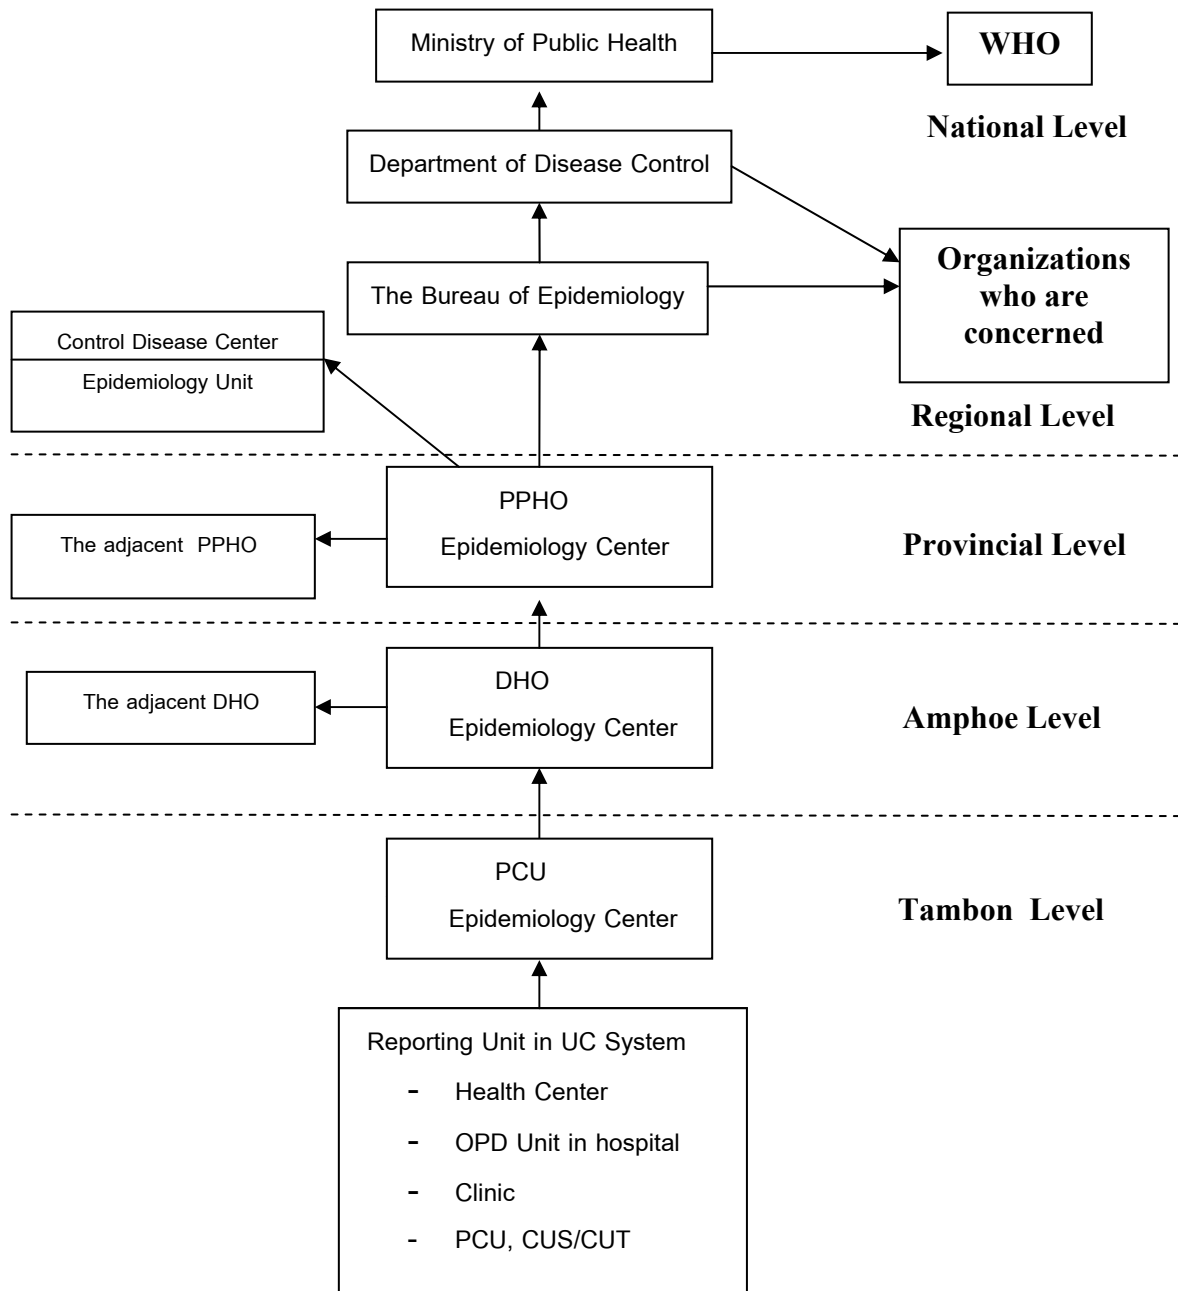 Ministry of Public Health
WHO
National Level
Department of Disease Control
Organizations
who are
concerned
The Bureau of Epidemiology
Control Disease Center
Epidemiology Unit
Regional Level
PPHO
Epidemiology Center
The adjacent PPHO
Provincial Level
DHO
Epidemiology Center
The adjacent DHO
Amphoe Level
PCU
Epidemiology Center
Tambon Level
Reporting Unit in UC System
- Health Center
- OPD Unit in hospital
- Clinic
- PCU, CUS/CUT